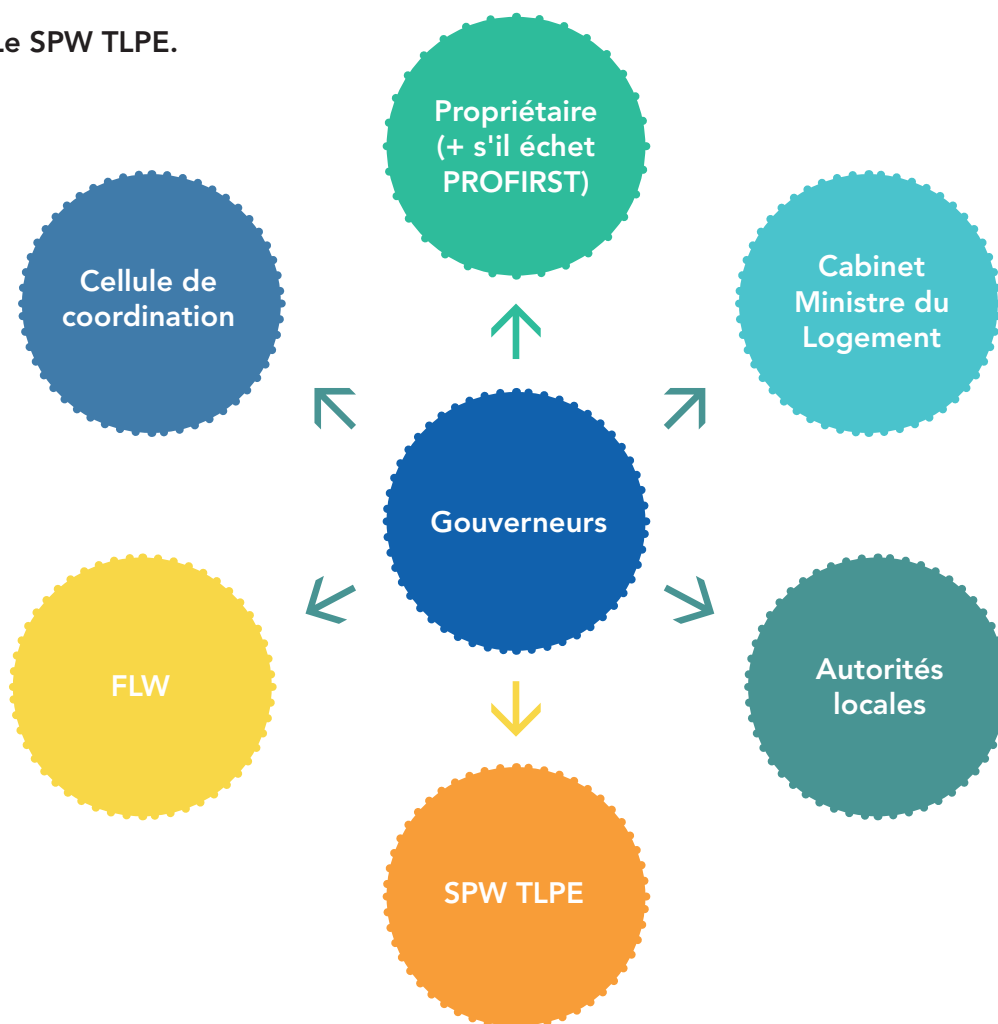 Le SPW TLPE.
Propriétaire
(+ s'il échet
PROFIRST)
Cellule de
coordination
Cabinet
Ministre du
Logement
Gouverneurs
FLW
Autorités
locales
SPW TLPE